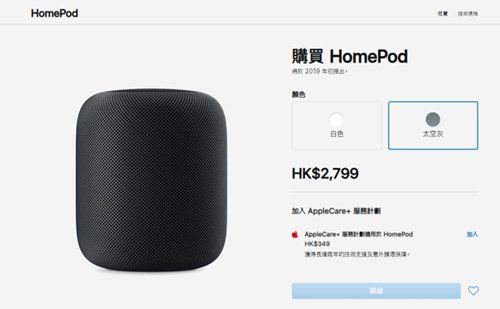 HomePod
概覽 技術規格
購買 HomePod
將於 2019 年初推出。
顏色
白色
太空灰
HK$2,799
加入 AppleCare+ 服務計劃
AppleCare+ 服務計劃適用於 HomePod
加入
HK$349
獲得長達兩年的技術支援及意外損壞保障。